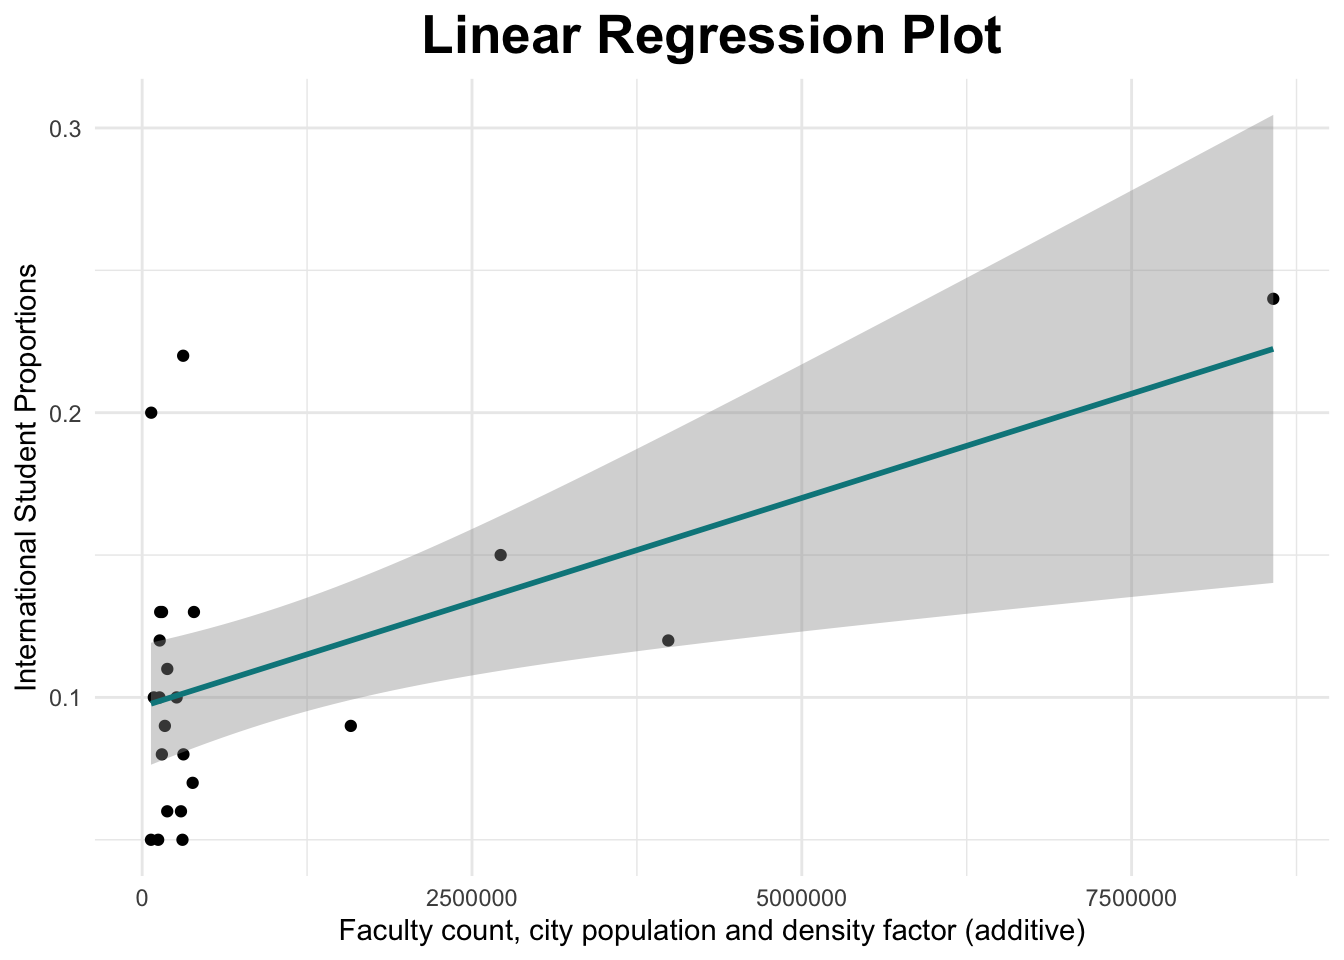 Linear Regression Plot
International Student Proportions
0.3
0.2
0.1
0 2500000 5000000 7500000
Faculty count, city population and density factor (additive)